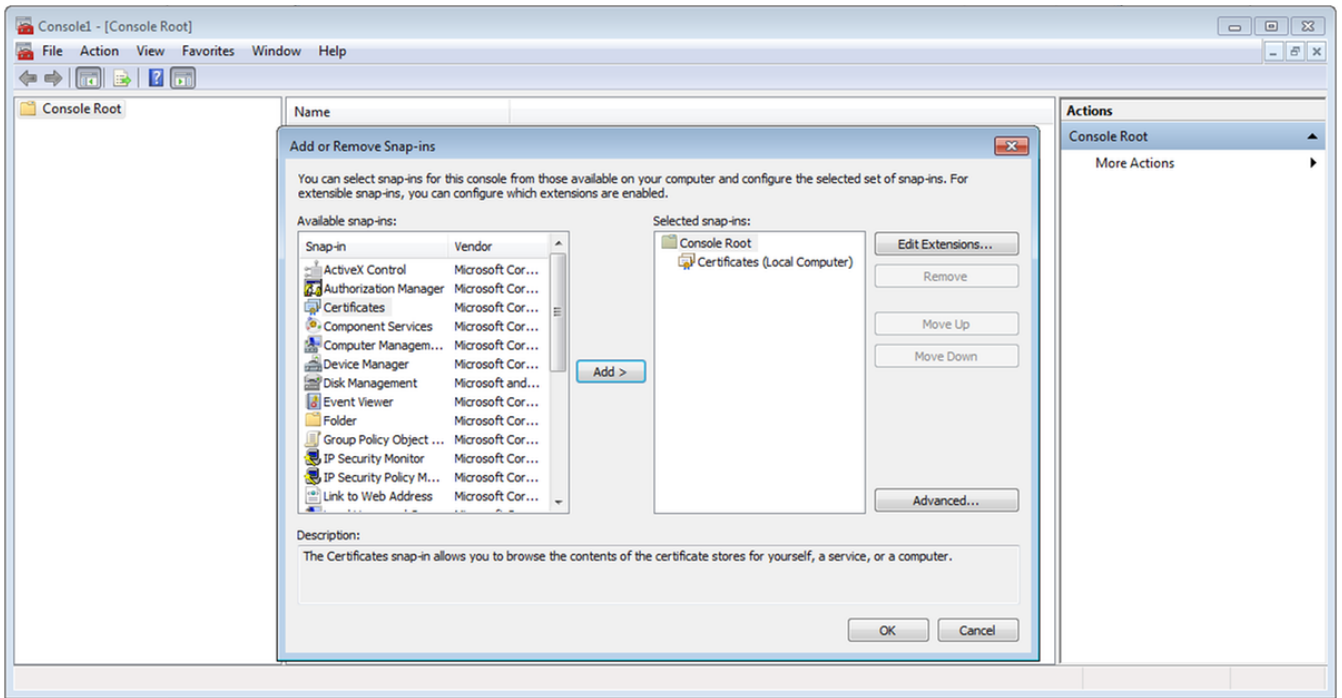 Console1 - [Console Root]
File Action View Favorites Window Help
Console Root
Name
Actions
Console Root
More Actions
Add or Remove Snap-ins
You can select snap-ins for this console from those available on your computer and configure the selected set of snap-ins. For
extensible snap-ins, you can configure which extensions are enabled.
Available snap-ins:
Snap-in Vendor
ActiveX Control Microsoft Cor...
Authorization Manager Microsoft Cor...
Certificates Microsoft Cor...
Component Services Microsoft Cor...
Computer Managem... Microsoft Cor...
Device Manager Microsoft Cor...
Disk Management Microsoft and...
Event Viewer Microsoft Cor...
Folder Microsoft Cor...
Group Policy Object ... Microsoft Cor...
IP Security Monitor Microsoft Cor...
IP Security Policy M... Microsoft Cor...
Link to Web Address Microsoft Cor...
Add >
Selected snap-ins:
Console Root
Certificates (Local Computer)
Edit Extensions...
Remove
Move Up
Move Down
Advanced...
Description:
The Certificates snap-in allows you to browse the contents of the certificate stores for yourself, a service, or a computer.
OK
Cancel